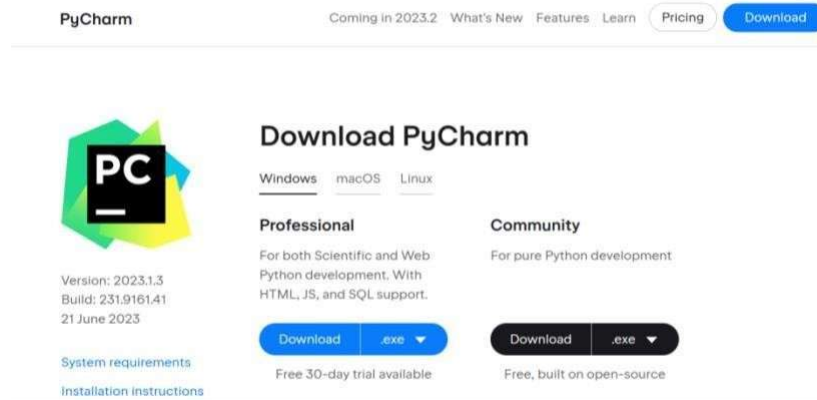 PyCharm
Coming in 2023.2 What's New Features Learn Pricing Download
Download PyCharm
PC
Windows macOS Linux
Professional
For both Scientific and Web
Python development. With
HTML, JS, and SQL support.
Download .exe
Free 30-day trial available
Community
For pure Python development
Download .exe
Free, built on open-source
Version: 2023.1.3
Build: 231.9161.41
21 June 2023
System requirements
Installation instructions